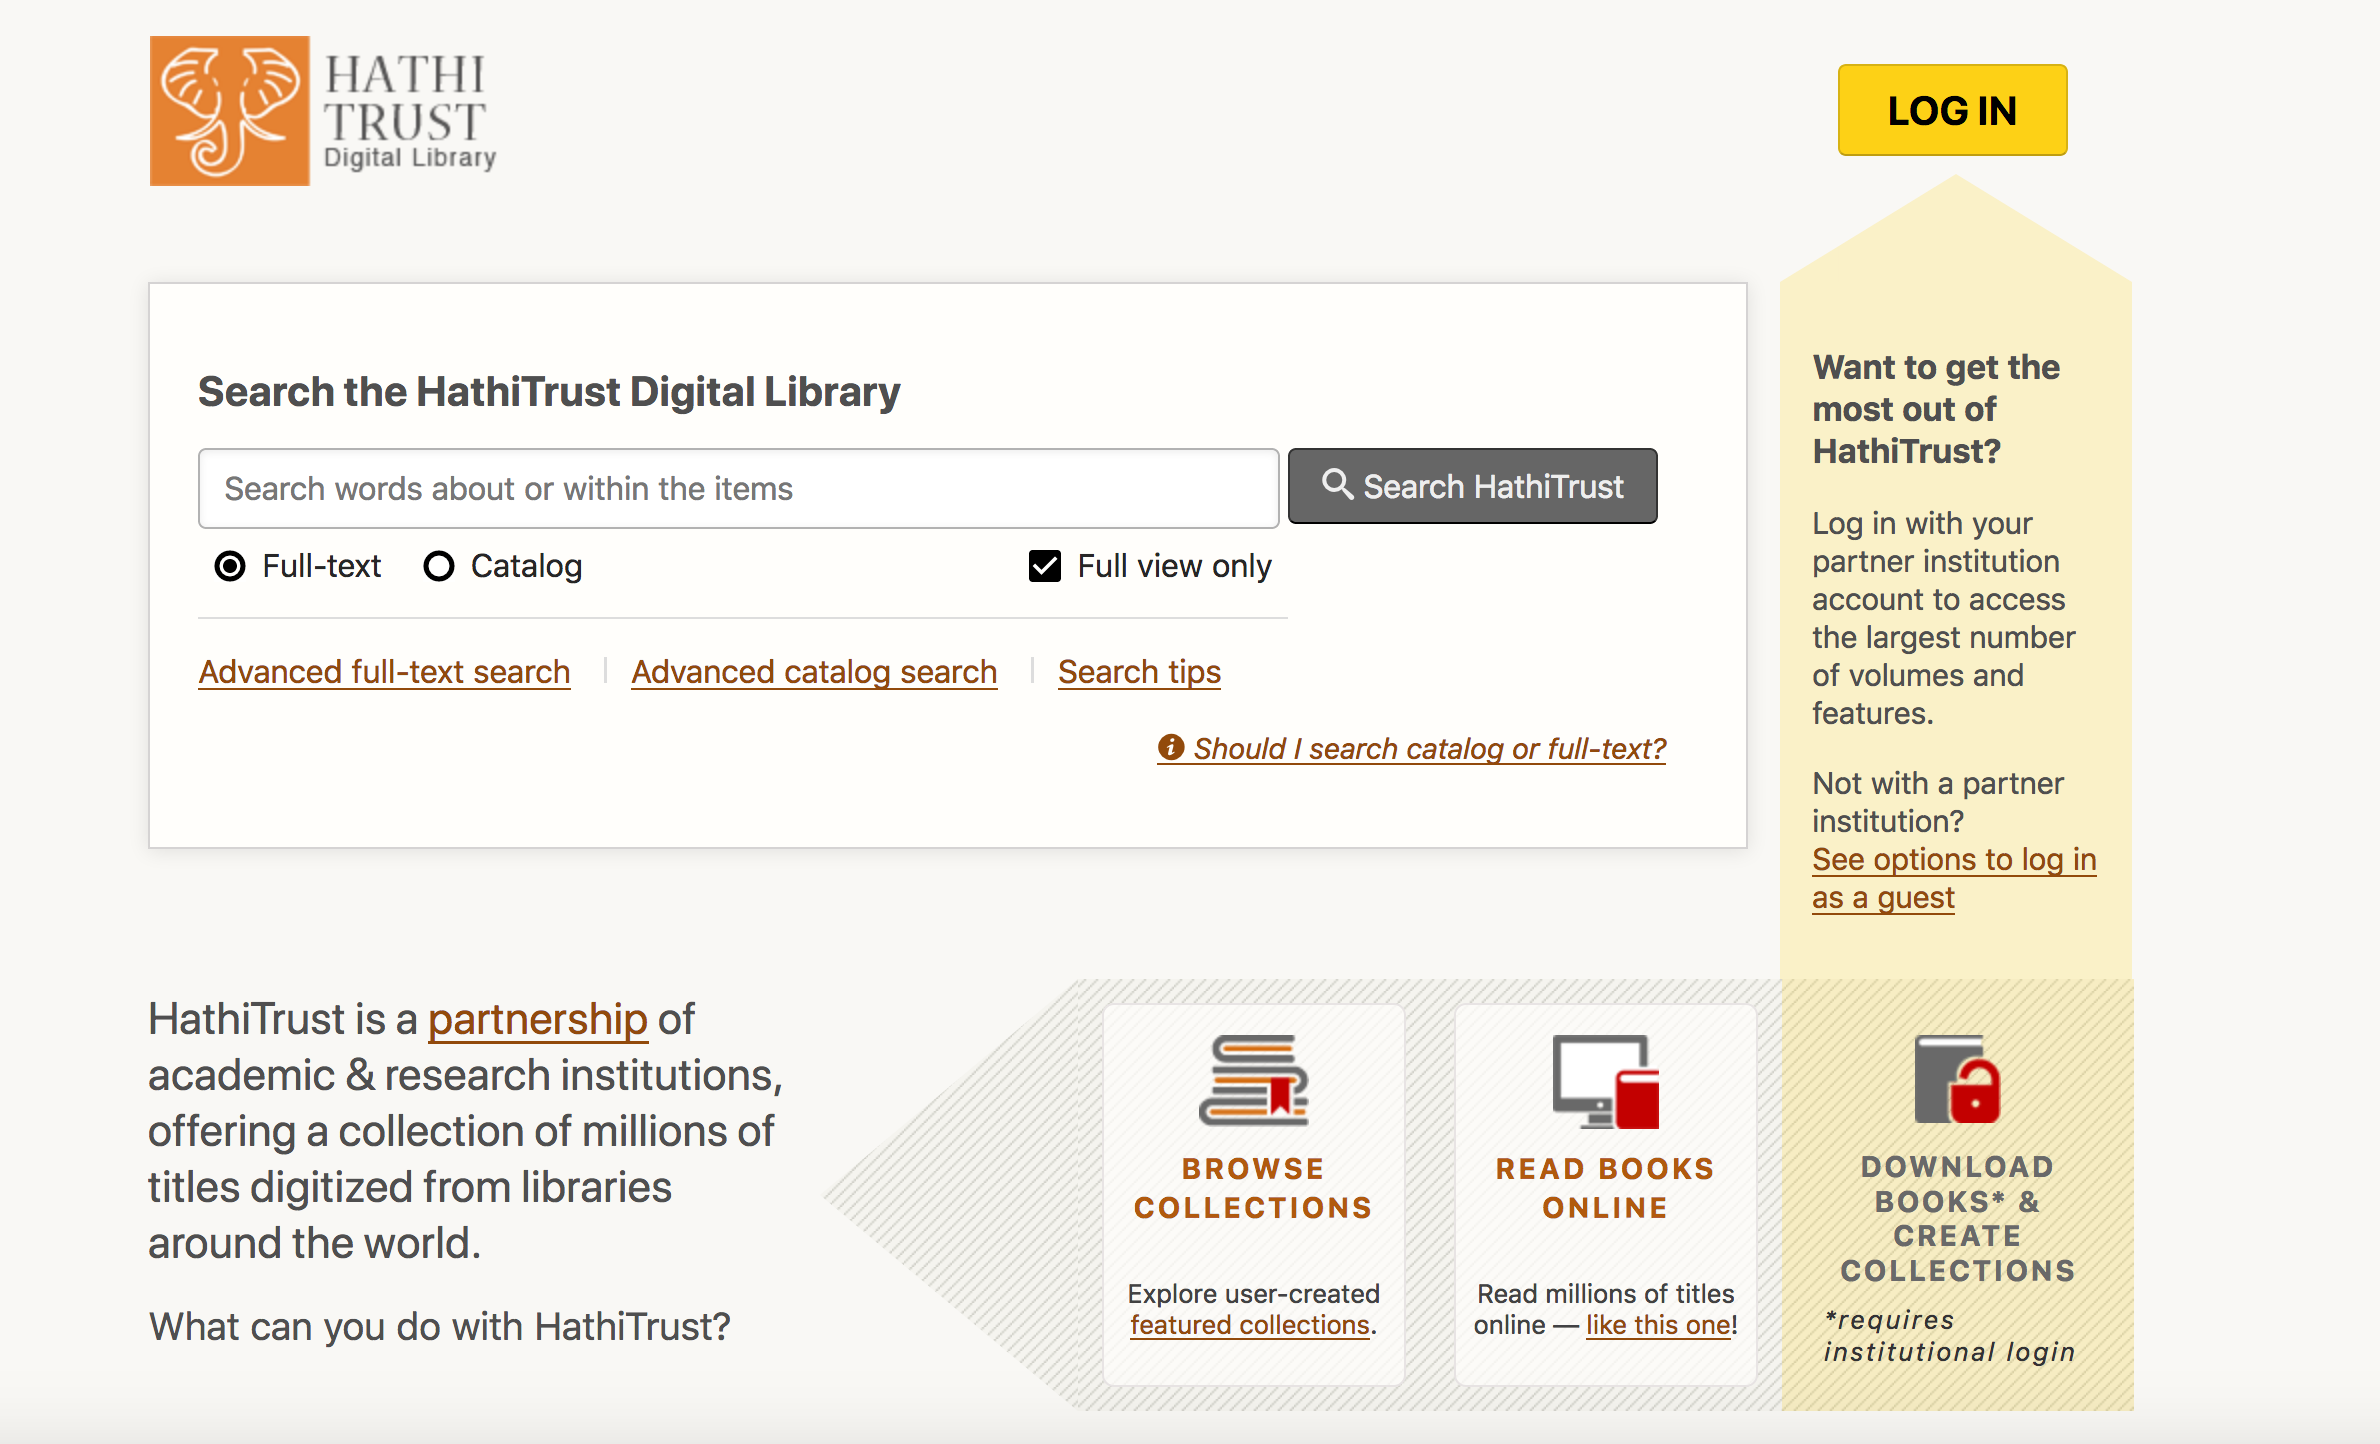 HATHI
TRUST
Digital Library
LOG IN
Search the HathiTrust Digital Library
Search words about or within the items
Search HathiTrust
Full-text
Catalog
Full view only
Advanced full-text search
Advanced catalog search
Search tips
Should I search catalog or full-text?
Want to get the
most out of
HathiTrust?
Log in with your
partner institution
account to access
the largest number
of volumes and
features.
Not with a partner
institution?
See options to log in
as a guest
HathiTrust is a partnership of
academic & research institutions,
offering a collection of millions of
titles digitized from libraries
around the world.
What can you do with HathiTrust?
BROWSE
COLLECTIONS
Explore user-created
featured collections.
READ BOOKS
ONLINE
Read millions of titles
online — like this one!
DOWNLOAD
BOOKS* &
CREATE
COLLECTIONS
*requires
institutional login